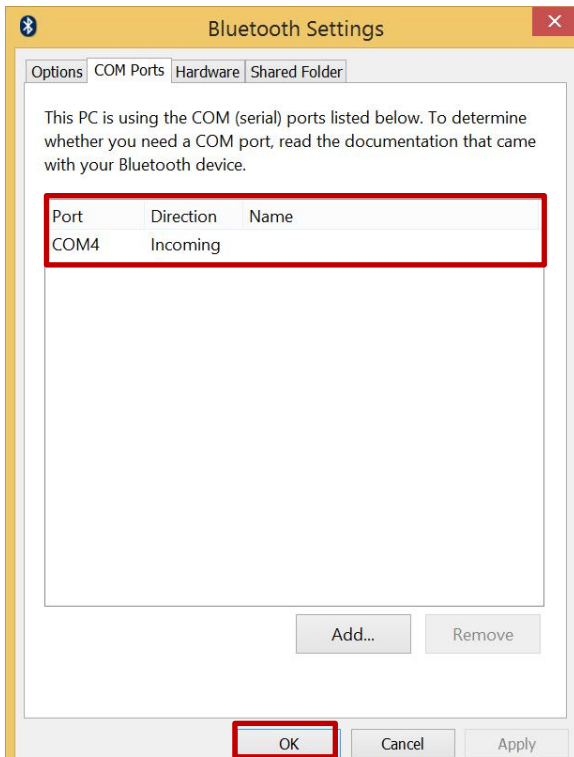 Bluetooth Settings
Options COM Ports Hardware Shared Folder
This PC is using the COM (serial) ports listed below. To determine
whether you need a COM port, read the documentation that came
with your Bluetooth device.
Port Direction Name
COM4 Incoming
Add... Remove
OK Cancel Apply